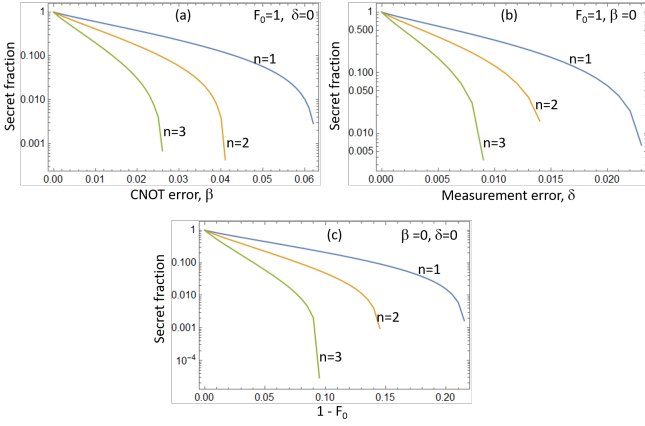 (a) F₀=1, δ=0
1
0.100
0.010
0.001
Secret fraction
n=1
n=2
n=3
0.00 0.01 0.02 0.03 0.04 0.05 0.06
CNOT error, β
(b) F₀=1, β=0
1
0.500
0.100
0.050
0.010
0.005
Secret fraction
n=1
n=2
n=3
0.000 0.005 0.010 0.015 0.020
Measurement error, δ
(c) β =0, δ=0
1
0.100
0.010
0.001
10⁻⁴
Secret fraction
n=1
n=2
n=3
0.00 0.05 0.10 0.15 0.20
1 - F₀